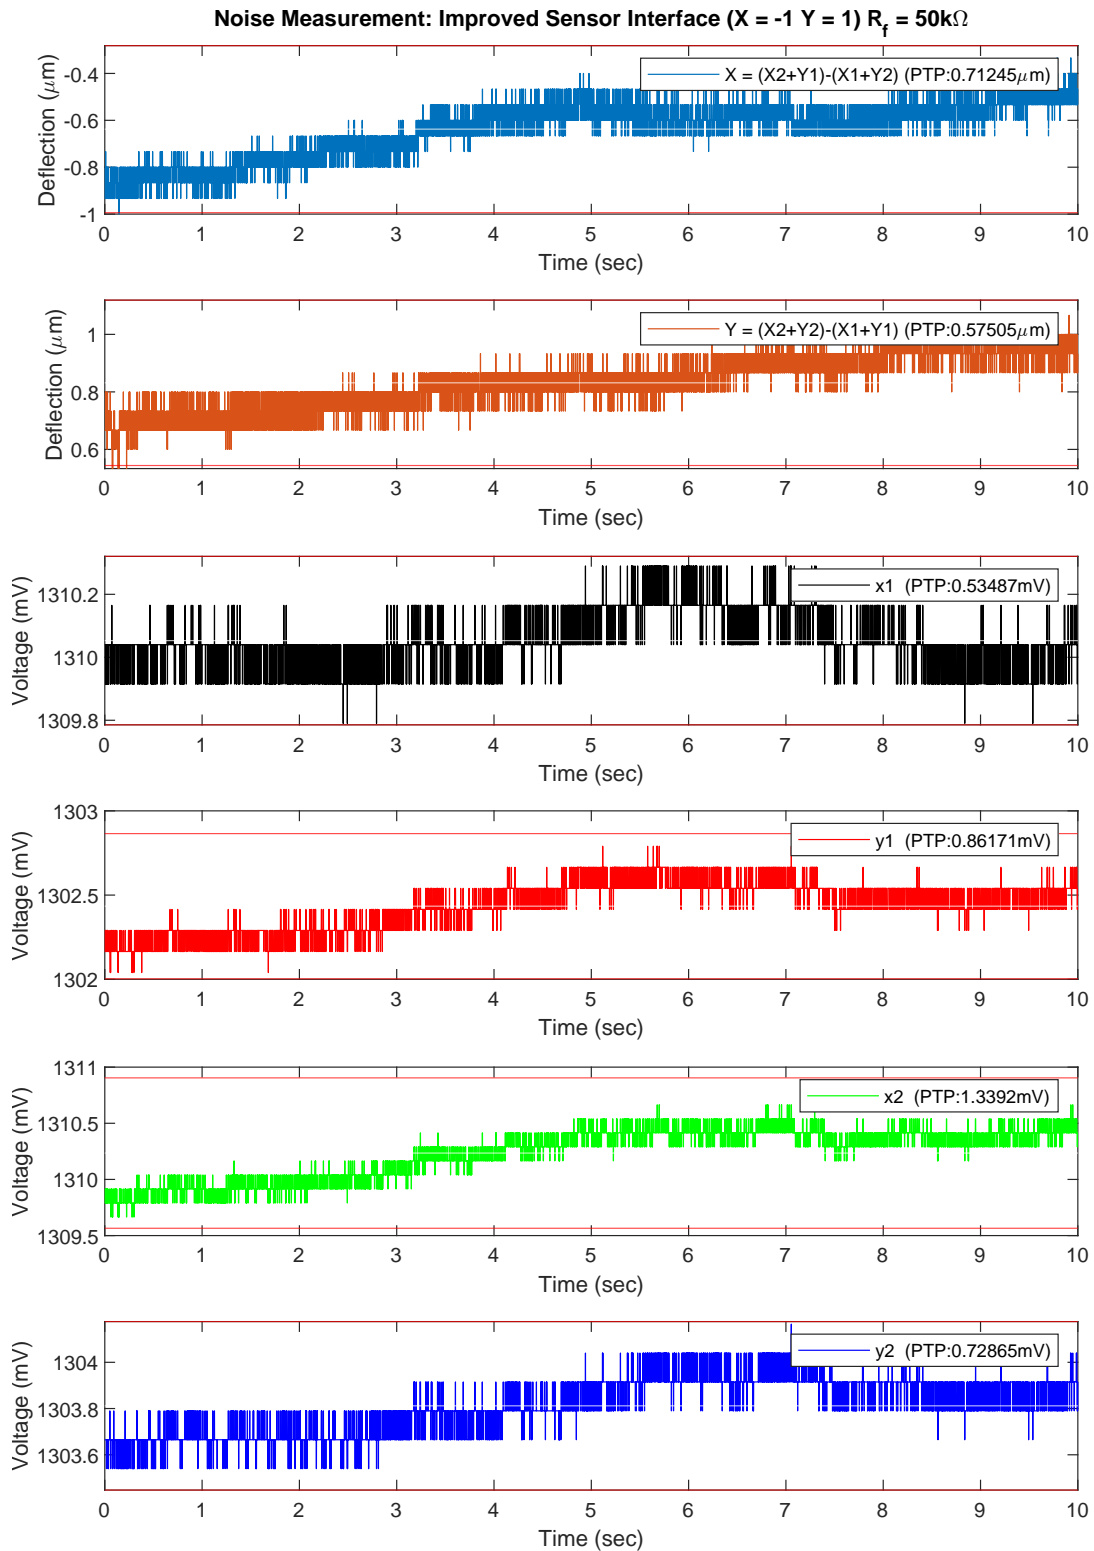 Noise Measurement: Improved Sensor Interface (X = -1 Y = 1) R_f = 50kΩ
Deflection (μm)
-0.4
-0.6
-0.8
-1
X = (X2+Y1)-(X1+Y2) (PTP:0.71245μm)
0 1 2 3 4 5 6 7 8 9 10
Time (sec)
Deflection (μm)
1
0.8
0.6
Y = (X2+Y2)-(X1+Y1) (PTP:0.57505μm)
0 1 2 3 4 5 6 7 8 9 10
Time (sec)
Voltage (mV)
1310.2
1310
1309.8
x1 (PTP:0.53487mV)
0 1 2 3 4 5 6 7 8 9 10
Time (sec)
Voltage (mV)
1303
1302.5
1302
y1 (PTP:0.86171mV)
0 1 2 3 4 5 6 7 8 9 10
Time (sec)
Voltage (mV)
1311
1310.5
1310
1309.5
x2 (PTP:1.3392mV)
0 1 2 3 4 5 6 7 8 9 10
Time (sec)
Voltage (mV)
1304
1303.8
1303.6
y2 (PTP:0.72865mV)
0 1 2 3 4 5 6 7 8 9 10
Time (sec)